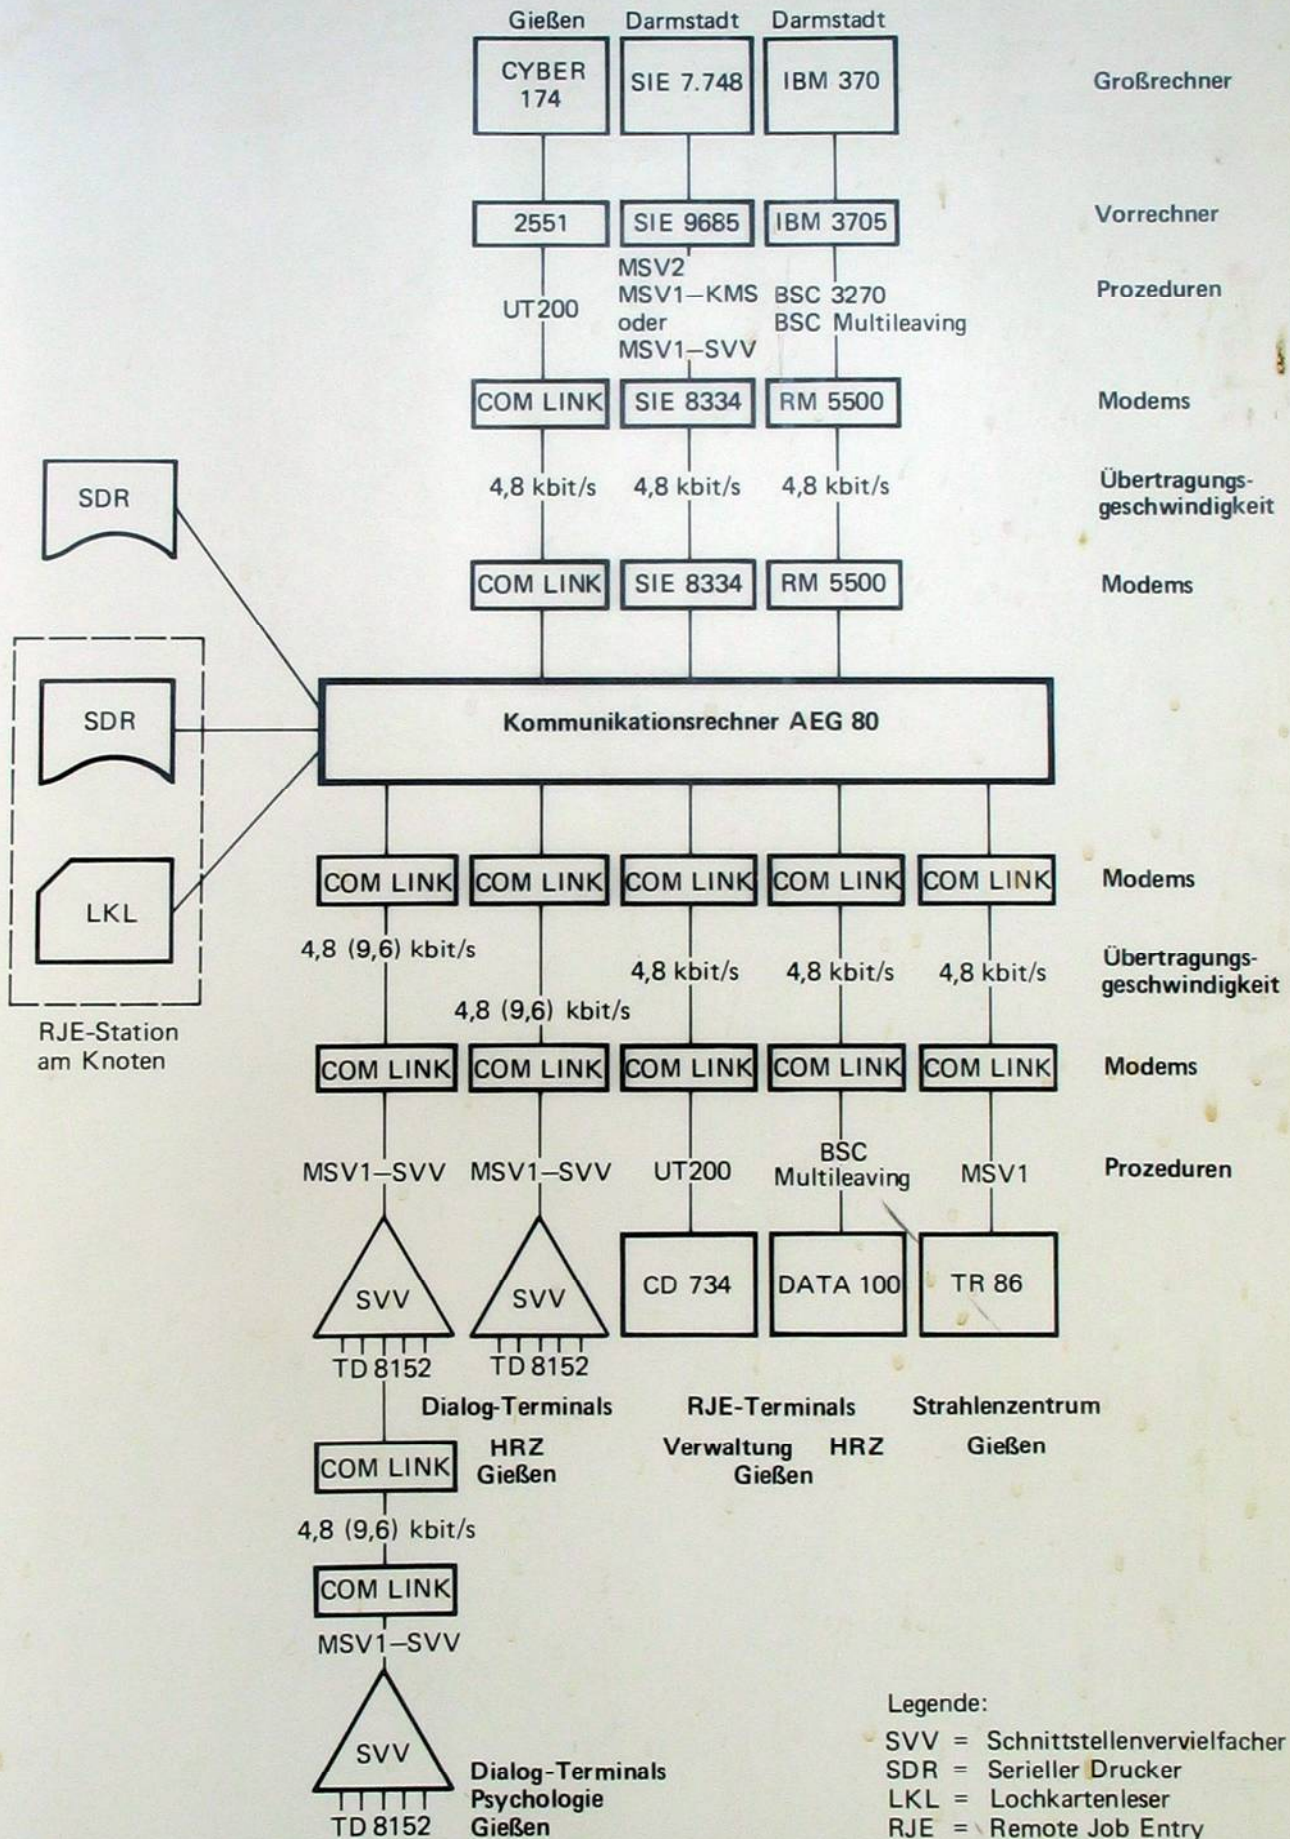 Gießen Darmstadt Darmstadt
CYBER
174
SIE 7.748
IBM 370
Großrechner
2551
SIE 9685
IBM 3705
Vorrechner
UT200
MSV2
MSV1–KMS
oder
MSV1–SVV
BSC 3270
BSC Multileaving
Prozeduren
COM LINK
SIE 8334
RM 5500
Modems
4,8 kbit/s
4,8 kbit/s
4,8 kbit/s
Übertragungs-
geschwindigkeit
SDR
COM LINK
SIE 8334
RM 5500
Modems
SDR
Kommunikationsrechner AEG 80
LKL
RJE-Station
am Knoten
COM LINK
COM LINK
COM LINK
COM LINK
COM LINK
Modems
4,8 (9,6) kbit/s
4,8 (9,6) kbit/s
4,8 kbit/s
4,8 kbit/s
4,8 kbit/s
Übertragungs-
geschwindigkeit
COM LINK
COM LINK
COM LINK
COM LINK
COM LINK
Modems
MSV1–SVV
MSV1–SVV
UT200
BSC
Multileaving
MSV1
Prozeduren
SVV
SVV
CD 734
DATA 100
TR 86
TD 8152
TD 8152
Dialog-Terminals
HRZ
Gießen
RJE-Terminals
Verwaltung HRZ
Gießen
Strahlenzentrum
Gießen
COM LINK
4,8 (9,6) kbit/s
COM LINK
MSV1–SVV
SVV
TD 8152
Dialog-Terminals
Psychologie
Gießen
Legende:
SVV = Schnittstellenvervielfacher
SDR = Serieller Drucker
LKL = Lochkartenleser
RJE = Remote Job Entry